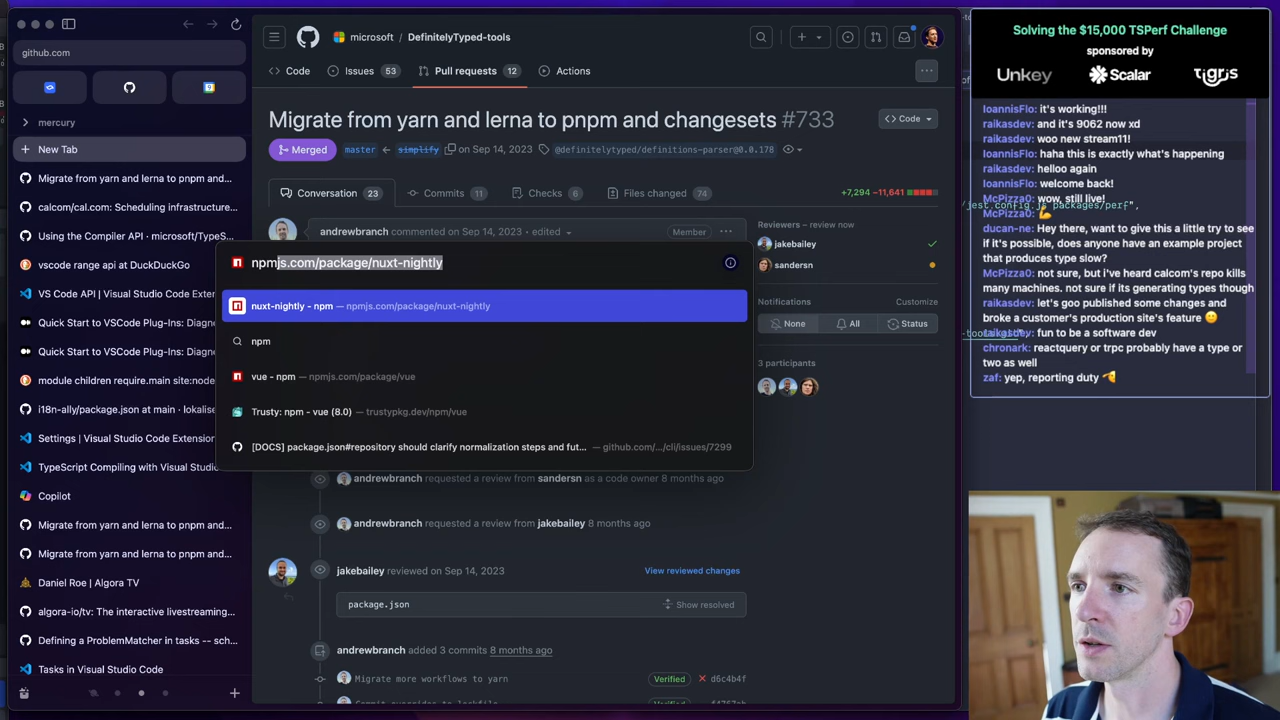 github.com
mercury
New Tab
Migrate from yarn and lerna to pnpm and...
calcom/cal.com: Scheduling infrastructure...
Using the Compiler API · microsoft/TypeS...
vscode range api at DuckDuckGo
VS Code API | Visual Studio Code Extensi...
Quick Start to VSCode Plug-Ins: Diagnosti...
module children require.main site:nodejs...
i18n-ally/package.json at main · lokalise...
Settings | Visual Studio Code Extension...
TypeScript Compiling with Visual Studio...
Copilot
Migrate from yarn and lerna to pnpm and...
Migrate from yarn and lerna to pnpm and...
Daniel Roe | Algora TV
algora-io/tv: The interactive livestreaming...
Defining a ProblemMatcher in tasks -- sch...
Tasks in Visual Studio Code
microsoft / DefinitelyTyped-tools
Code
Issues 53
Pull requests 12
Actions
Migrate from yarn and lerna to pnpm and changesets #733
Code
Merged master ← simplify on Sep 14, 2023 @definitelytyped/definitions-parser@0.0.178
Conversation 23
Commits 11
Checks 6
Files changed 74
+7,294 −11,641
andrewbranch commented on Sep 14, 2023 • edited
Member
npmjs.com/package/nuxt-nightly
nuxt-nightly - npm — npmjs.com/package/nuxt-nightly
npm
vue - npm — npmjs.com/package/vue
Trusty: npm - vue (8.0) — trustypkg.dev/npm/vue
[DOCS] package.json#repository should clarify normalization steps and fut... — github.com/.../cli/issues/7299
andrewbranch requested a review from sandersn as a code owner 8 months ago
andrewbranch requested a review from jakebailey 8 months ago
jakebailey reviewed on Sep 14, 2023
View reviewed changes
package.json
Show resolved
andrewbranch added 3 commits 8 months ago
Migrate more workflows to yarn
Verified
d6c4b4f
Verified
Reviewers – review now
jakebailey
sandersn
Notifications
Customize
None
All
Status
3 participants
Solving the $15,000 TSPerf Challenge
sponsored by
Unkey
Scalar
tigris
IoannisFlo: it's working!!!
raikasdev: and it's 9062 now xd
raikasdev: woo new stream11!
IoannisFlo: haha this is exactly what's happening
raikasdev: helloo again
IoannisFlo: welcome back!
McPizza0: wow, still live!
/jest.config.js packages/perf",
McPizza0: 💪
ducan-ne: Hey there, want to give this a little try to see
if it's possible, does anyone have an example project
that produces type slow?
McPizza0: not sure, but i've heard calcom's repo kills
many machines. not sure if its generating types though
raikasdev: let's goo published some changes and
broke a customer's production site's feature 🙂
raikasdev: fun to be a software dev
chronark: reactquery or trpc probably have a type or
two as well
zaf: yep, reporting duty 🫡